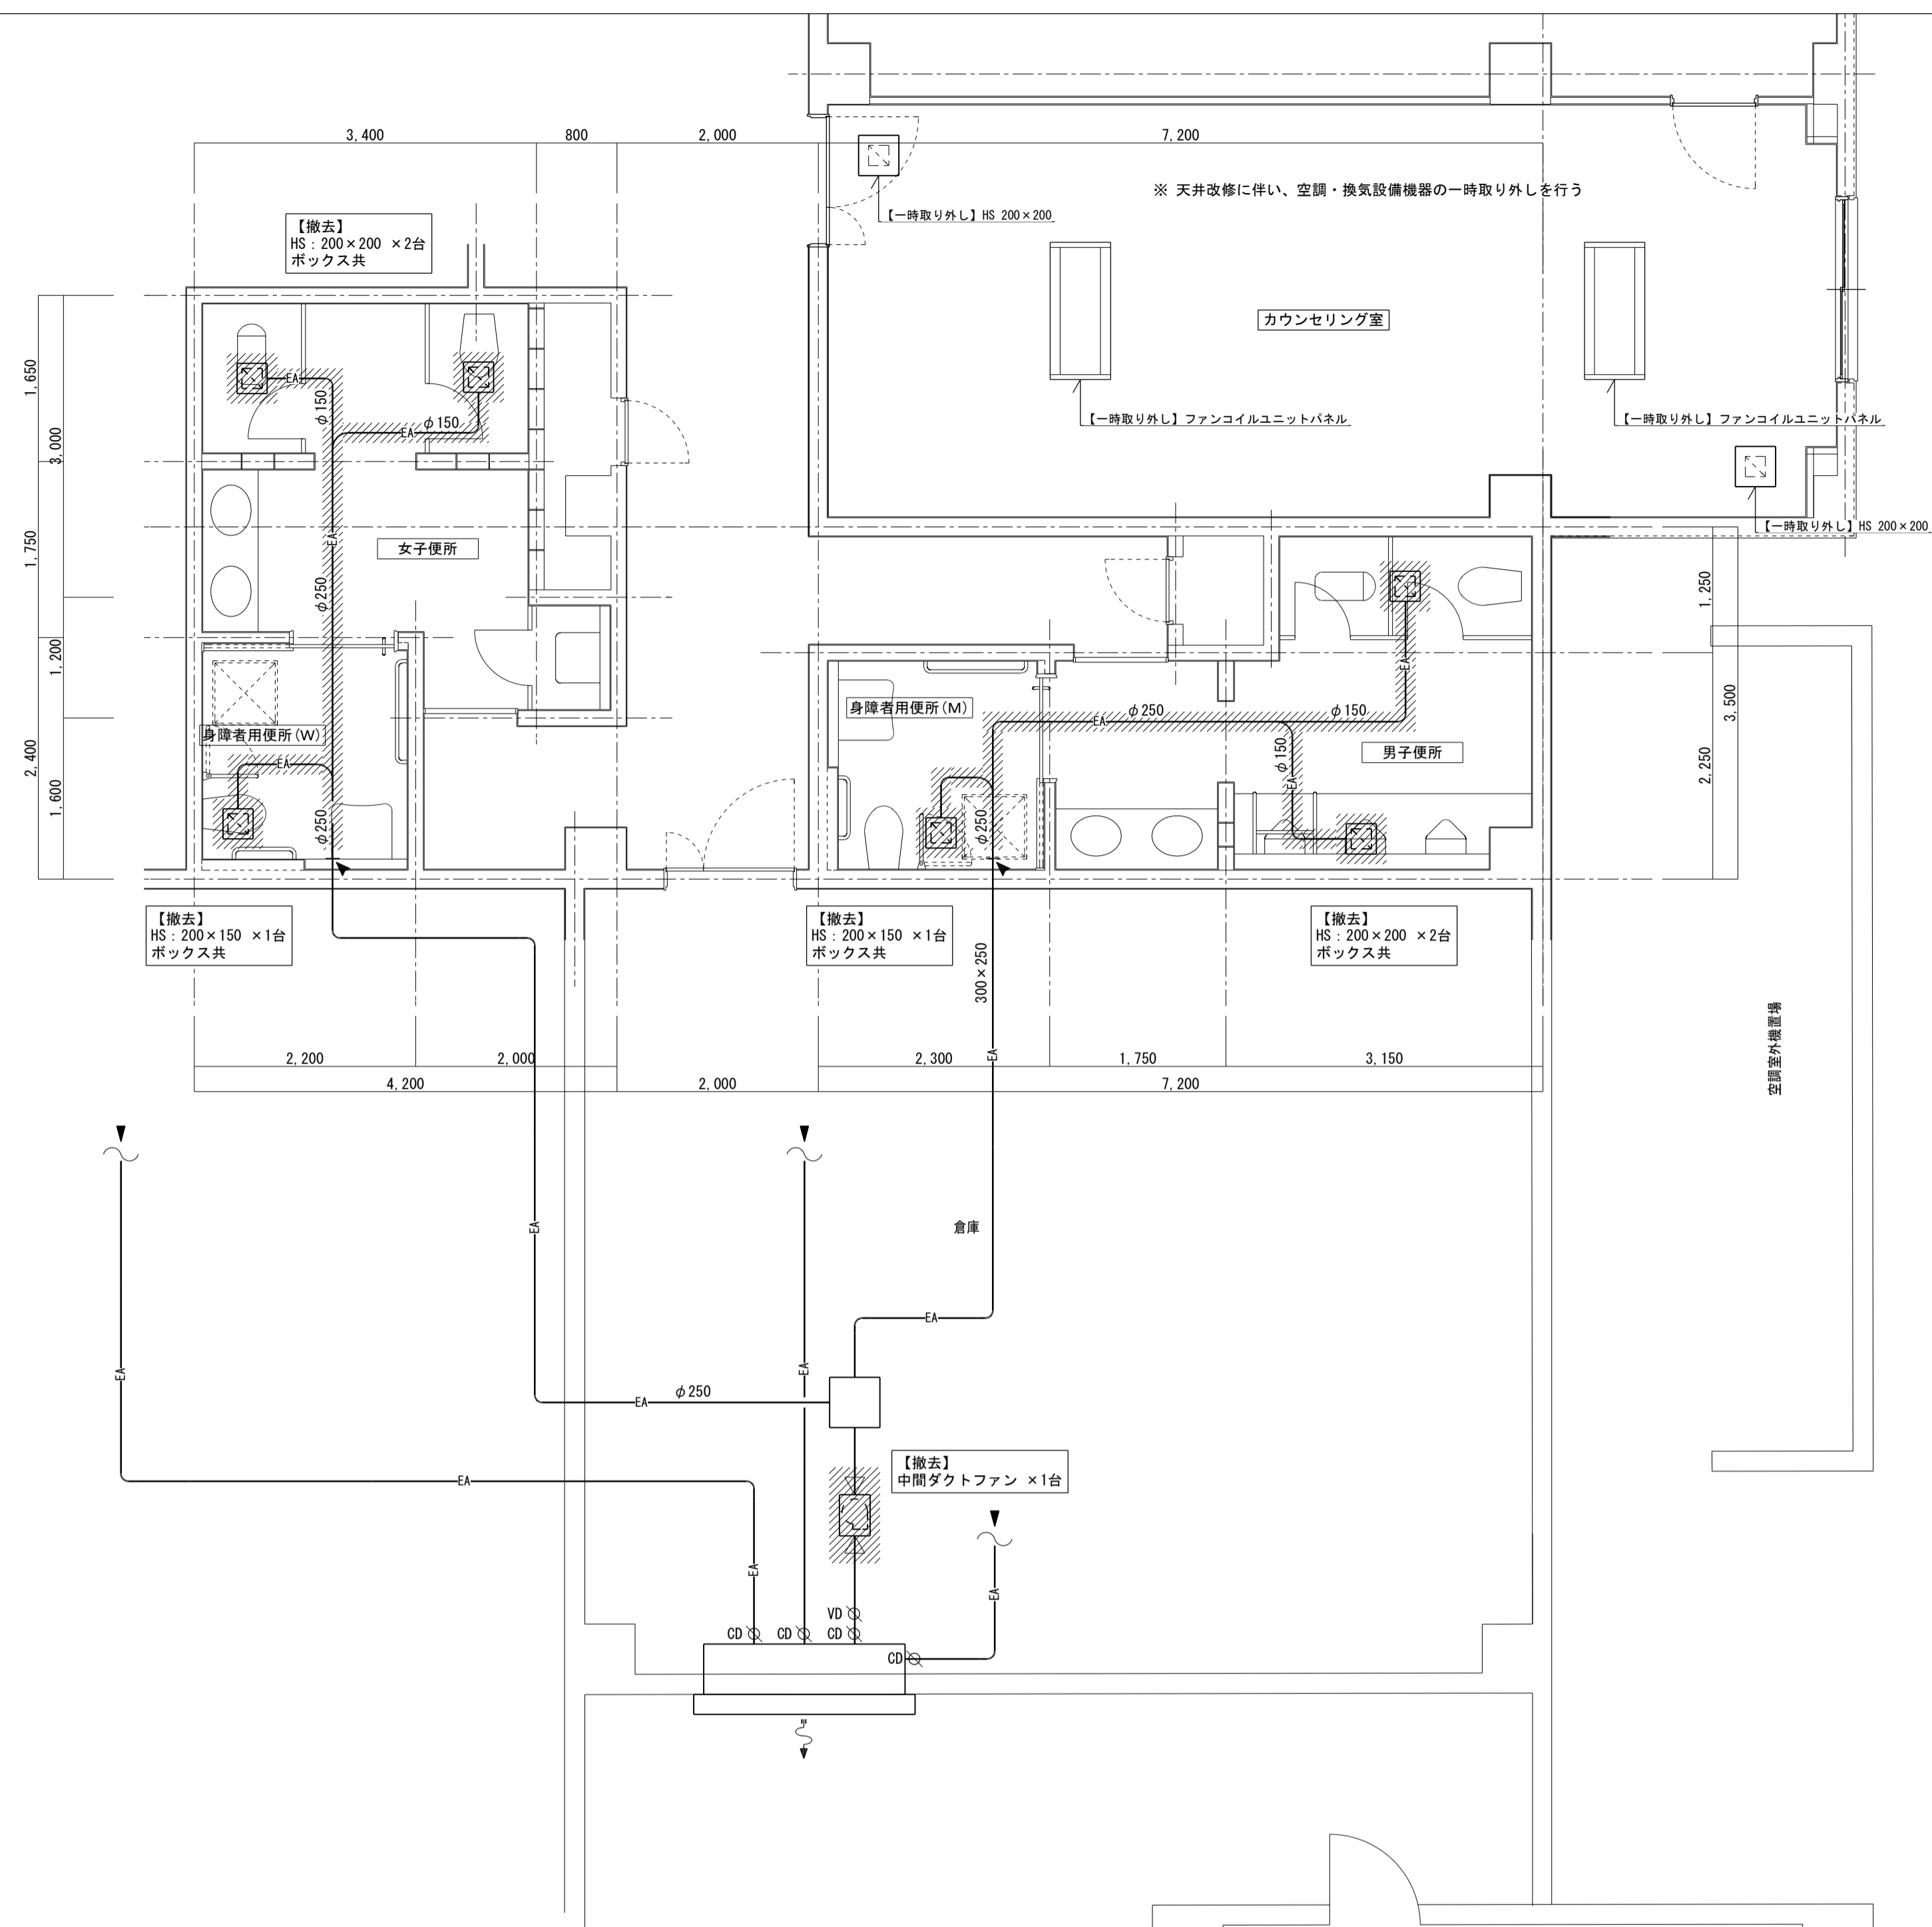 3,400
800
2,000
7,200
※ 天井改修に伴い、空調・換気設備機器の一時取り外しを行う
【一時取り外し】HS 200×200
【撤去】
HS：200×200 ×2台
ボックス共
カウンセリング室
【一時取り外し】ファンコイルユニットパネル
【一時取り外し】ファンコイルユニットパネル
【一時取り外し】HS 200×200
1,650
3,000
1,750
1,200
2,400
1,600
EA
φ150
EA
φ150
EA
φ250
女子便所
身障者用便所(W)
EA
φ250
身障者用便所(M)
EA
φ250
φ150
EA
φ150
EA
男子便所
φ250
1,250
3,500
2,250
【撤去】
HS：200×150 ×1台
ボックス共
【撤去】
HS：200×150 ×1台
ボックス共
【撤去】
HS：200×200 ×2台
ボックス共
300×250
EA
空調室外機置場
2,200
2,000
2,300
1,750
3,150
4,200
2,000
7,200
EA
倉庫
EA
EA
EA
EA
φ250
EA
【撤去】
中間ダクトファン ×1台
EA
EA
VD
CD
CD
CD
CD